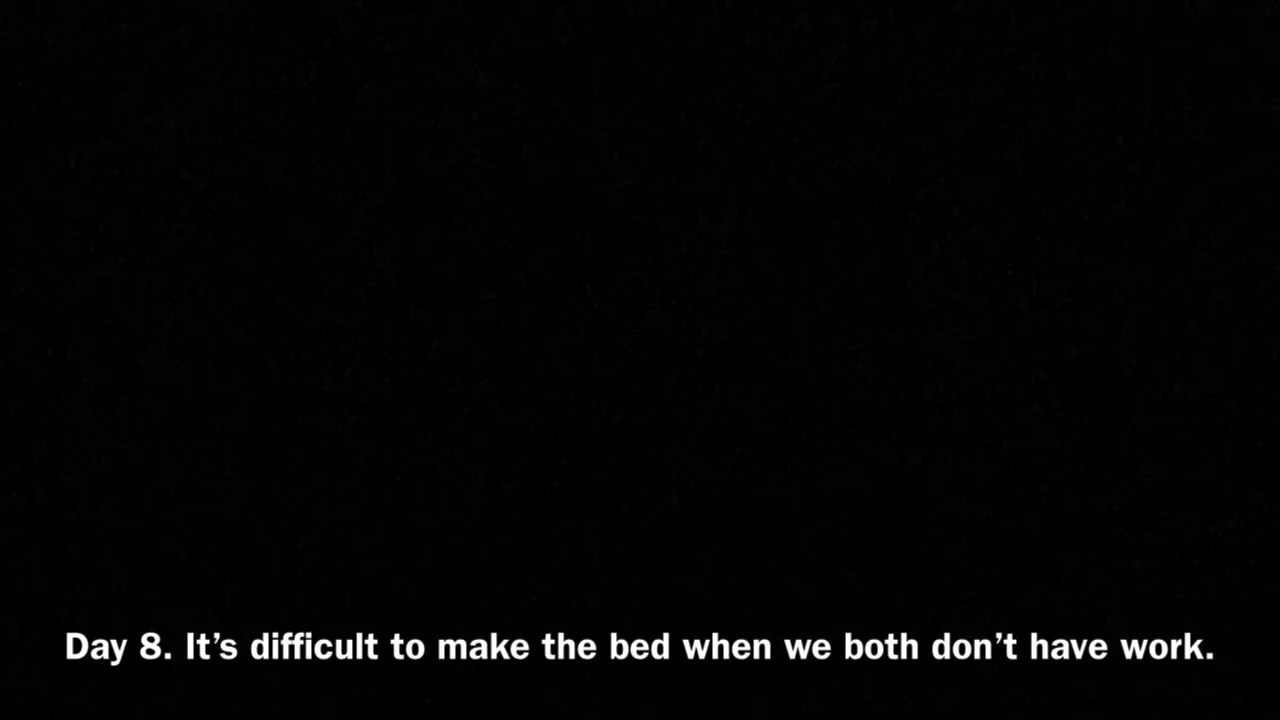 Day 8. It’s difficult to make the bed when we both don’t have work.